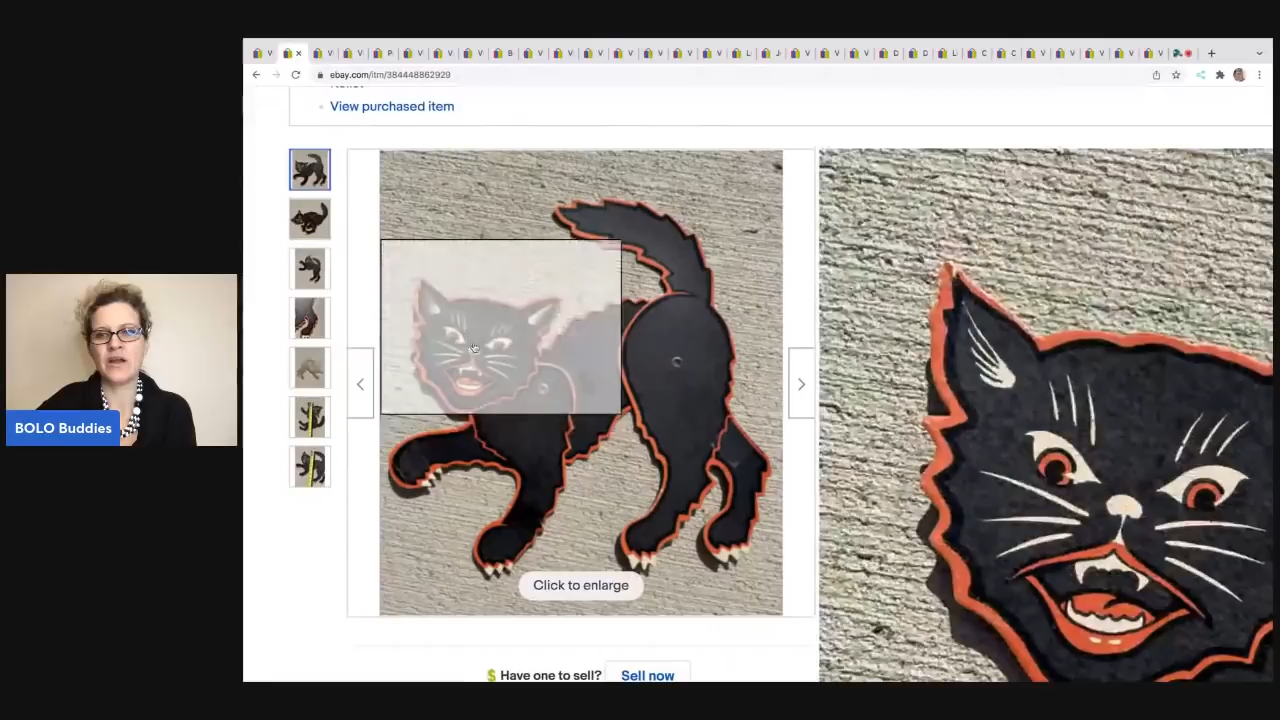 ebay.com/itm/384448862929
View purchased item
Click to enlarge
$ Have one to sell? Sell now
BOLO Buddies